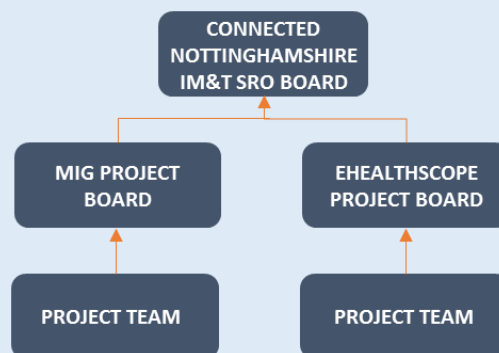 CONNECTED
NOTTINGHAMSHIRE
IM&T SRO BOARD
MIG PROJECT
BOARD
EHEALTHSCOPE
PROJECT BOARD
PROJECT TEAM
PROJECT TEAM